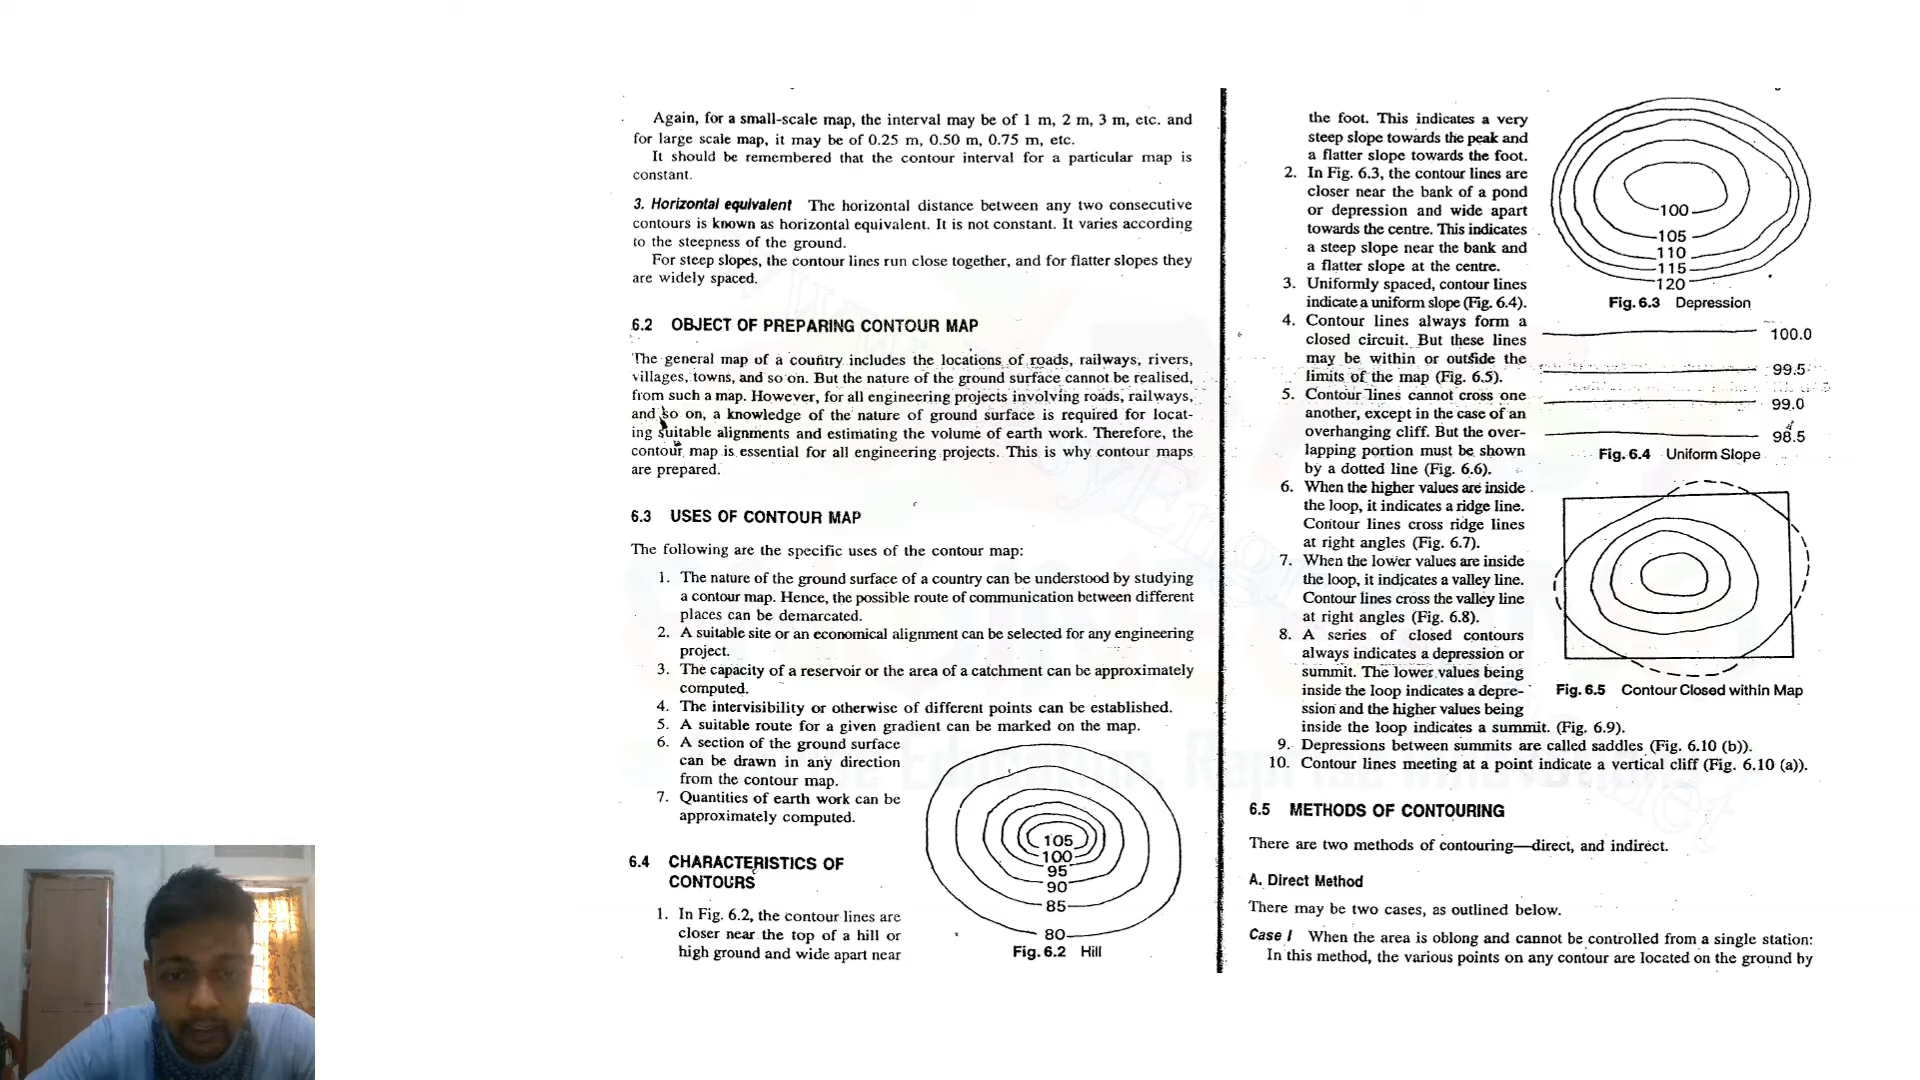 Again, for a small-scale map, the interval may be of 1 m, 2 m, 3 m, etc. and
for large scale map, it may be of 0.25 m, 0.50 m, 0.75 m, etc.
It should be remembered that the contour interval for a particular map is
constant.
3. Horizontal equivalent The horizontal distance between any two consecutive
contours is known as horizontal equivalent. It is not constant. It varies according
to the steepness of the ground.
For steep slopes, the contour lines run close together, and for flatter slopes they
are widely spaced.
6.2 OBJECT OF PREPARING CONTOUR MAP
The general map of a country includes the locations of roads, railways, rivers,
villages, towns, and so on. But the nature of the ground surface cannot be realised,
from such a map. However, for all engineering projects involving roads, railways,
and so on, a knowledge of the nature of ground surface is required for locat-
ing suitable alignments and estimating the volume of earth work. Therefore, the
contour map is essential for all engineering projects. This is why contour maps
are prepared.
6.3 USES OF CONTOUR MAP
The following are the specific uses of the contour map:
1. The nature of the ground surface of a country can be understood by studying
a contour map. Hence, the possible route of communication between different
places can be demarcated.
2. A suitable site or an economical alignment can be selected for any engineering
project.
3. The capacity of a reservoir or the area of a catchment can be approximately
computed.
4. The intervisibility or otherwise of different points can be established.
5. A suitable route for a given gradient can be marked on the map.
6. A section of the ground surface
can be drawn in any direction
from the contour map.
7. Quantities of earth work can be
approximately computed.
6.4 CHARACTERISTICS OF
CONTOURS
1. In Fig. 6.2, the contour lines are
closer near the top of a hill or
high ground and wide apart near
105
100
95
90
85
80
Fig. 6.2 Hill
the foot. This indicates a very
steep slope towards the peak and
a flatter slope towards the foot.
2. In Fig. 6.3, the contour lines are
closer near the bank of a pond
or depression and wide apart
towards the centre. This indicates
a steep slope near the bank and
a flatter slope at the centre.
3. Uniformly spaced, contour lines
indicate a uniform slope (Fig. 6.4).
4. Contour lines always form a
closed circuit. But these lines
may be within or outside the
limits of the map (Fig. 6.5).
5. Contour lines cannot cross one
another, except in the case of an
overhanging cliff. But the over-
lapping portion must be shown
by a dotted line (Fig. 6.6).
6. When the higher values are inside
the loop, it indicates a ridge line.
Contour lines cross ridge lines
at right angles (Fig. 6.7).
7. When the lower values are inside
the loop, it indicates a valley line.
Contour lines cross the valley line
at right angles (Fig. 6.8).
8. A series of closed contours
always indicates a depression or
summit. The lower values being
inside the loop indicates a depre-
ssion and the higher values being
inside the loop indicates a summit. (Fig. 6.9).
9. Depressions between summits are called saddles (Fig. 6.10 (b)).
10. Contour lines meeting at a point indicate a vertical cliff (Fig. 6.10 (a)).
100
105
110
115
120
Fig. 6.3 Depression
100.0
99.5
99.0
98.5
Fig. 6.4 Uniform Slope
Fig. 6.5 Contour Closed within Map
6.5 METHODS OF CONTOURING
There are two methods of contouring—direct, and indirect.
A. Direct Method
There may be two cases, as outlined below.
Case I When the area is oblong and cannot be controlled from a single station:
In this method, the various points on any contour are located on the ground by